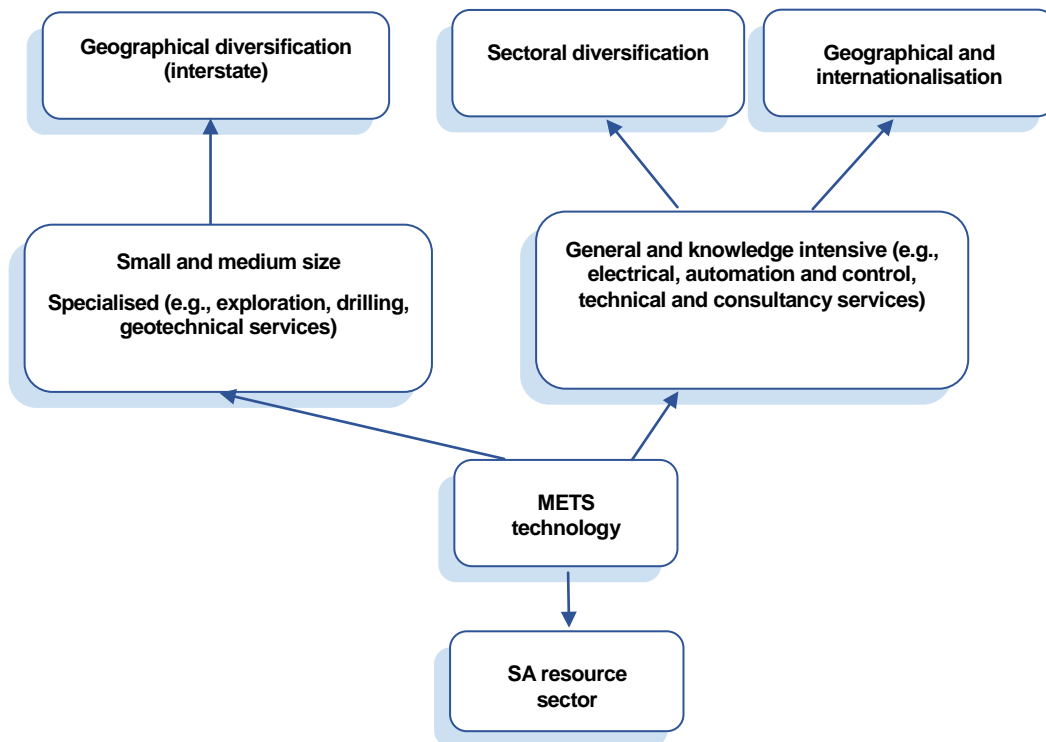 Geographical diversification
(interstate)
Sectoral diversification
Geographical and
internationalisation
Small and medium size
Specialised (e.g., exploration, drilling,
geotechnical services)
General and knowledge intensive (e.g.,
electrical, automation and control,
technical and consultancy services)
METS
technology
SA resource
sector